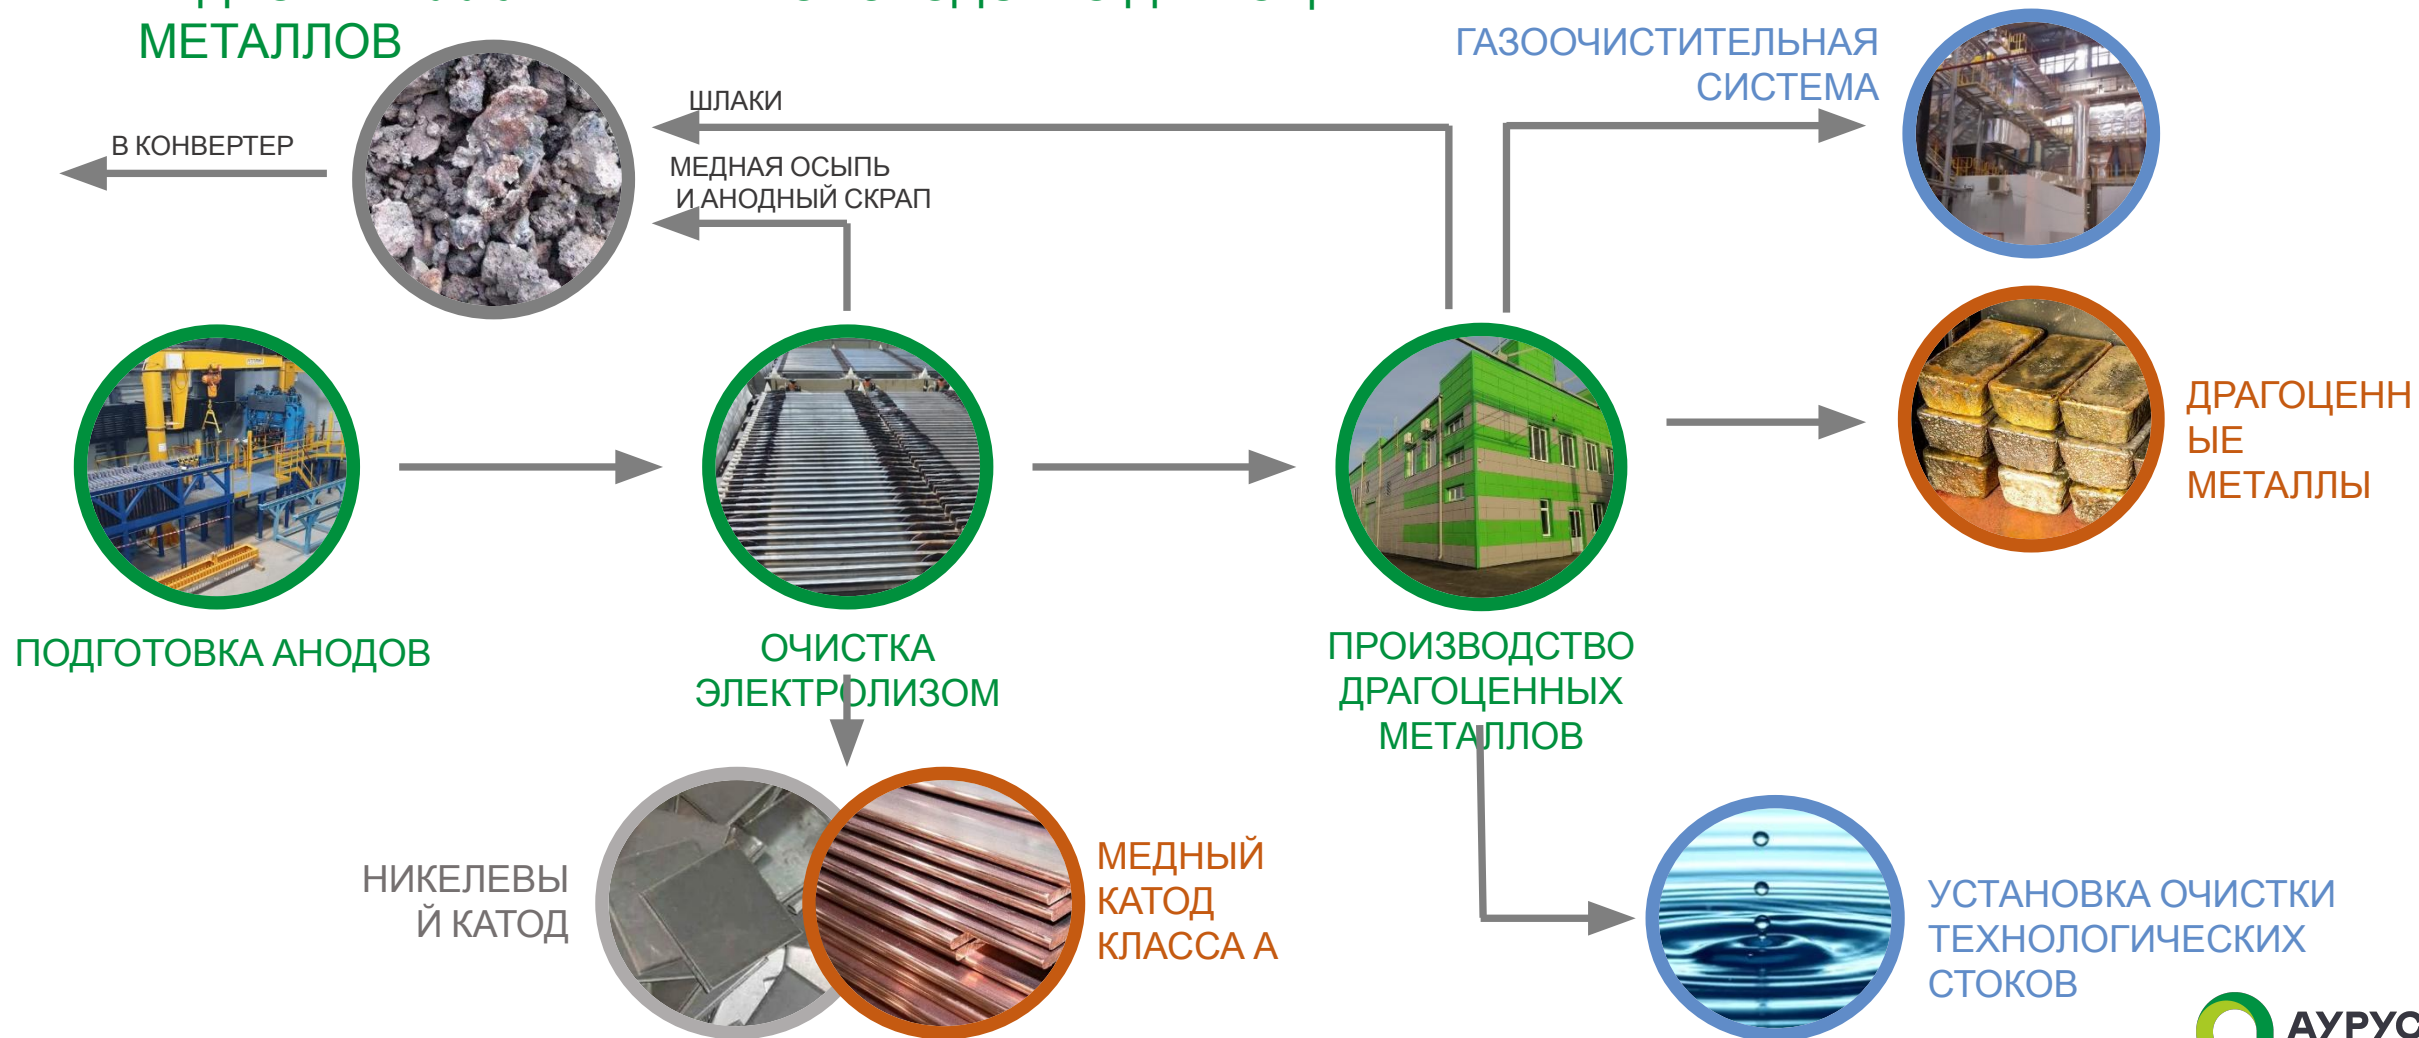 МЕТАЛЛОВ
ГАЗООЧИСТИТЕЛЬНАЯ
СИСТЕМА
ШЛАКИ
В КОНВЕРТЕР
МЕДНАЯ ОСЫПЬ
И АНОДНЫЙ СКРАП
ДРАГОЦЕНН
ЫЕ
МЕТАЛЛЫ
ПОДГОТОВКА АНОДОВ
ОЧИСТКА
ЭЛЕКТРОЛИЗОМ
ПРОИЗВОДСТВО
ДРАГОЦЕННЫХ
МЕТАЛЛОВ
НИКЕЛЕВЫ
Й КАТОД
МЕДНЫЙ
КАТОД
КЛАССА А
УСТАНОВКА ОЧИСТКИ
ТЕХНОЛОГИЧЕСКИХ
СТОКОВ
АУРУС